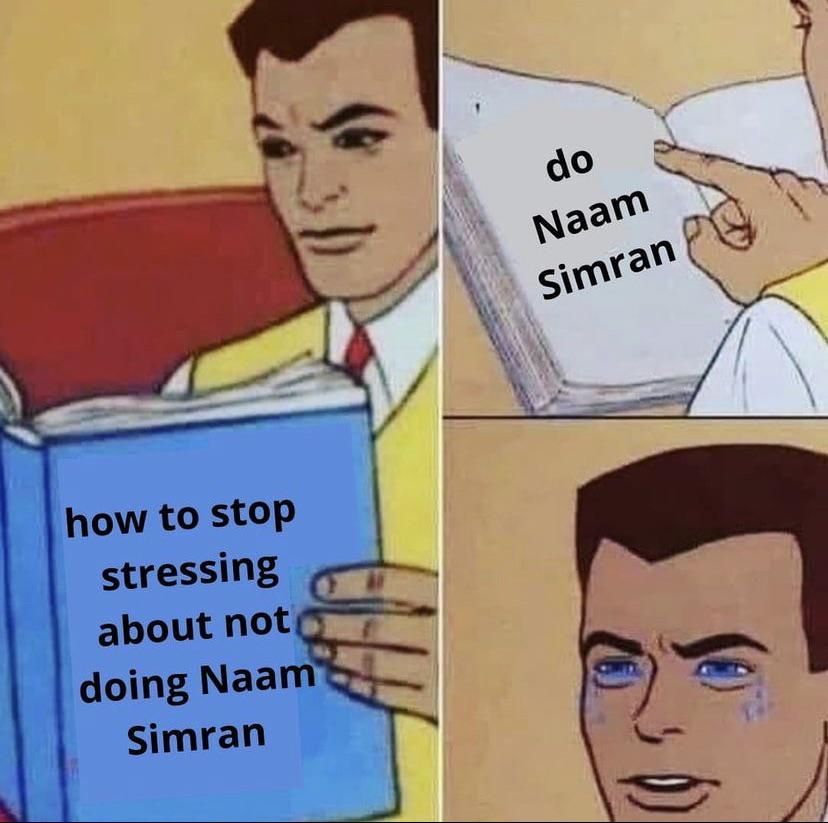 how to stop
stressing
about not
doing Naam
Simran
do
Naam
Simran